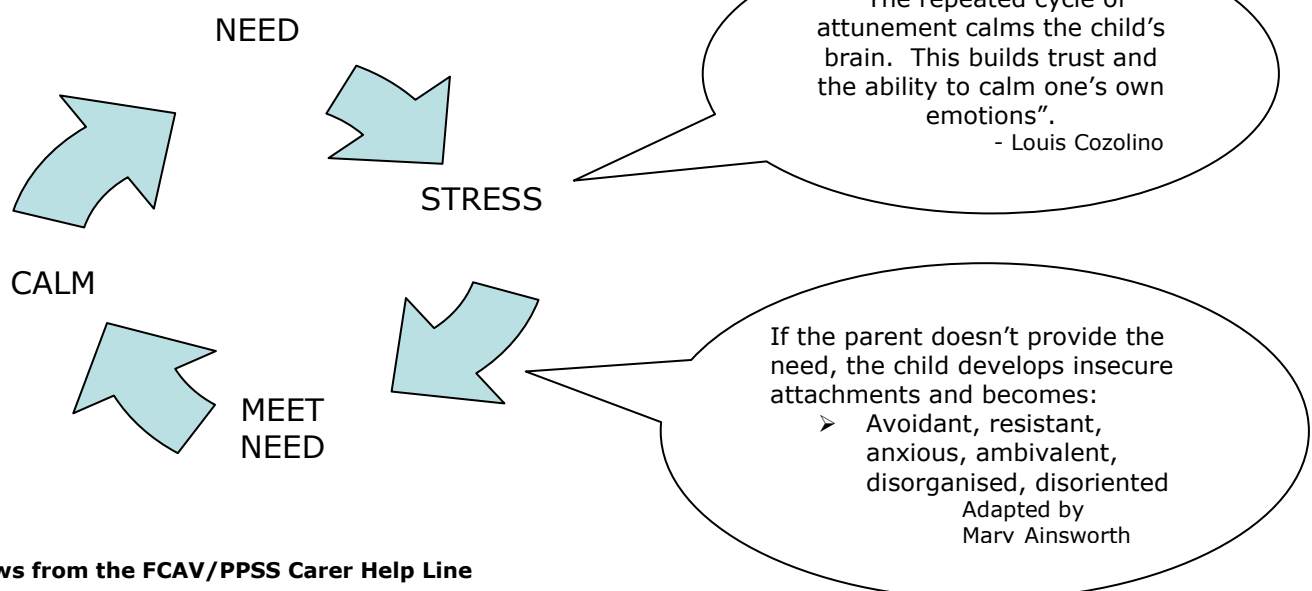 NEED
STRESS
CALM
MEET
NEED
"The repeated cycle of
attunement calms the child's
brain. This builds trust and
the ability to calm one's own
emotions".
- Louis Cozolino
If the parent doesn't provide the
need, the child develops insecure
attachments and becomes:
➢ Avoidant, resistant,
anxious, ambivalent,
disorganised, disoriented
Adapted by
Mary Ainsworth
from the FCAV/PPSS Carer Help Line